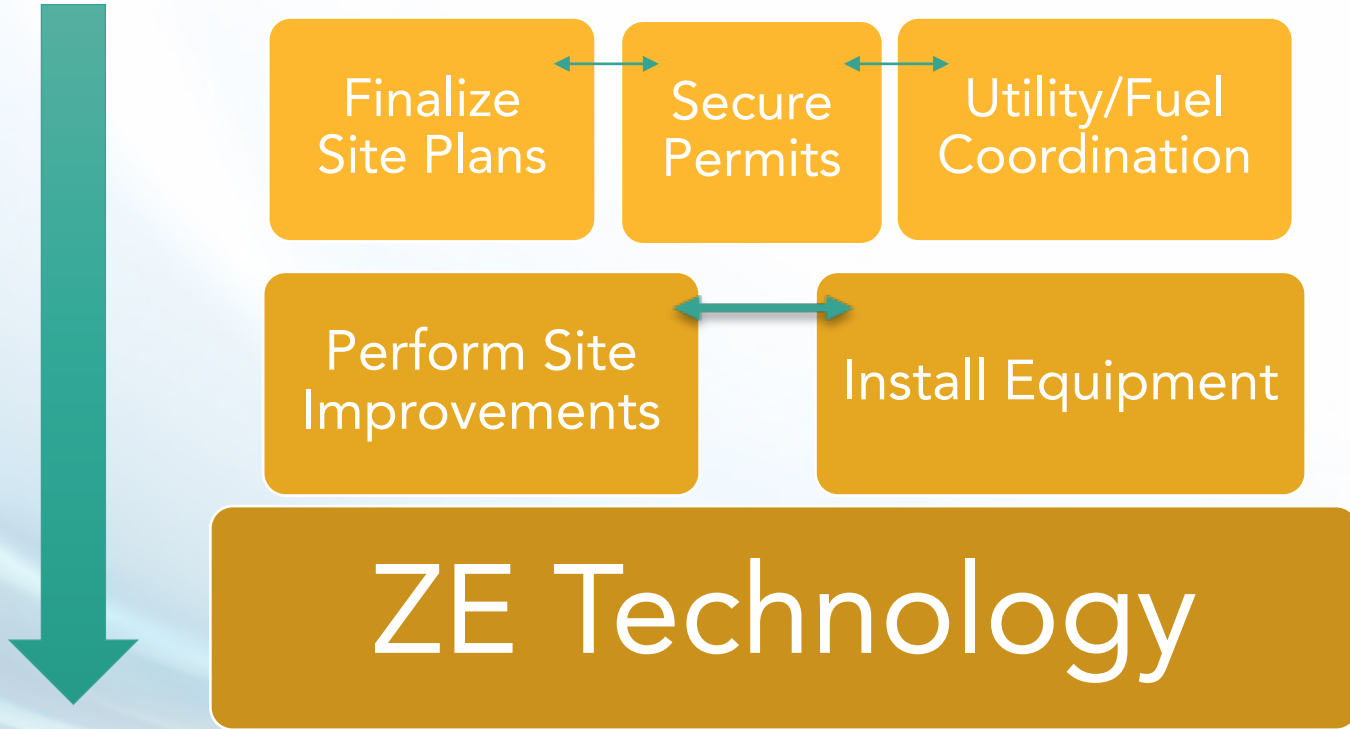 Finalize
Site Plans
Secure
Permits
Utility/Fuel
Coordination
Perform Site
Improvements
Install Equipment
ZE Technology